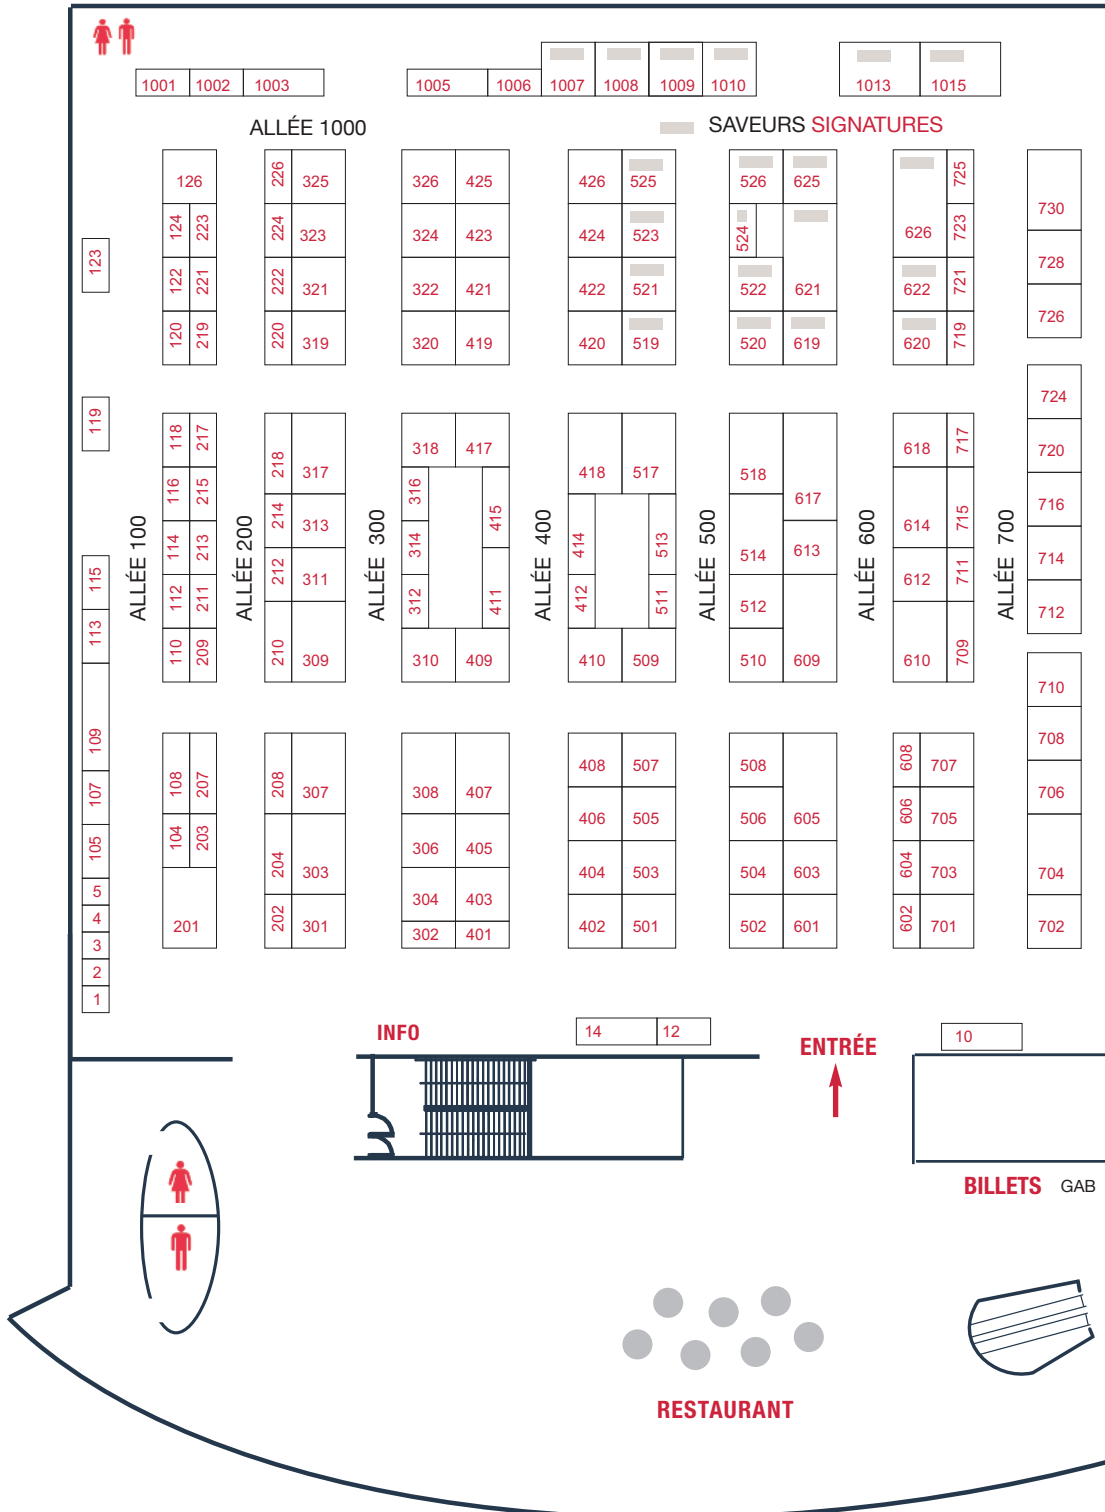 1001 1002 1003 1005 1006 1007 1008 1009 1010 1013 1015
ALLÉE 1000
SAVEURS SIGNATURES
126 226 325 326 425 426 525 526 625 626 725 730
124 223 224 323 324 423 424 523 524 621 723 728
123
122 221 222 321 322 421 422 521 522 622 721 726
120 219 220 319 320 419 420 519 520 619 620 719
119
724
118 217 218 317 318 417 418 517 518 617 618 717 720
116 215 214 313 316 415 414 513 514 613 614 715 716
114 213 212 311 314 411 412 511 512 612 711 714
112 211 312 712
115
113
110 209 210 309 310 409 410 509 510 609 610 709 710
ALLÉE 100
ALLÉE 200
ALLÉE 300
ALLÉE 400
ALLÉE 500
ALLÉE 600
ALLÉE 700
109
108 207 208 307 308 407 408 507 508 605 608 707 708
107
406 505 506 606 705 706
105
104 203 204 303 306 405 404 503 504 603 604 703 704
304 403
5
4
201 202 301 302 401 402 501 502 601 602 701 702
3
2
1
INFO
14 12
ENTRÉE
10
BILLETS GAB
RESTAURANT